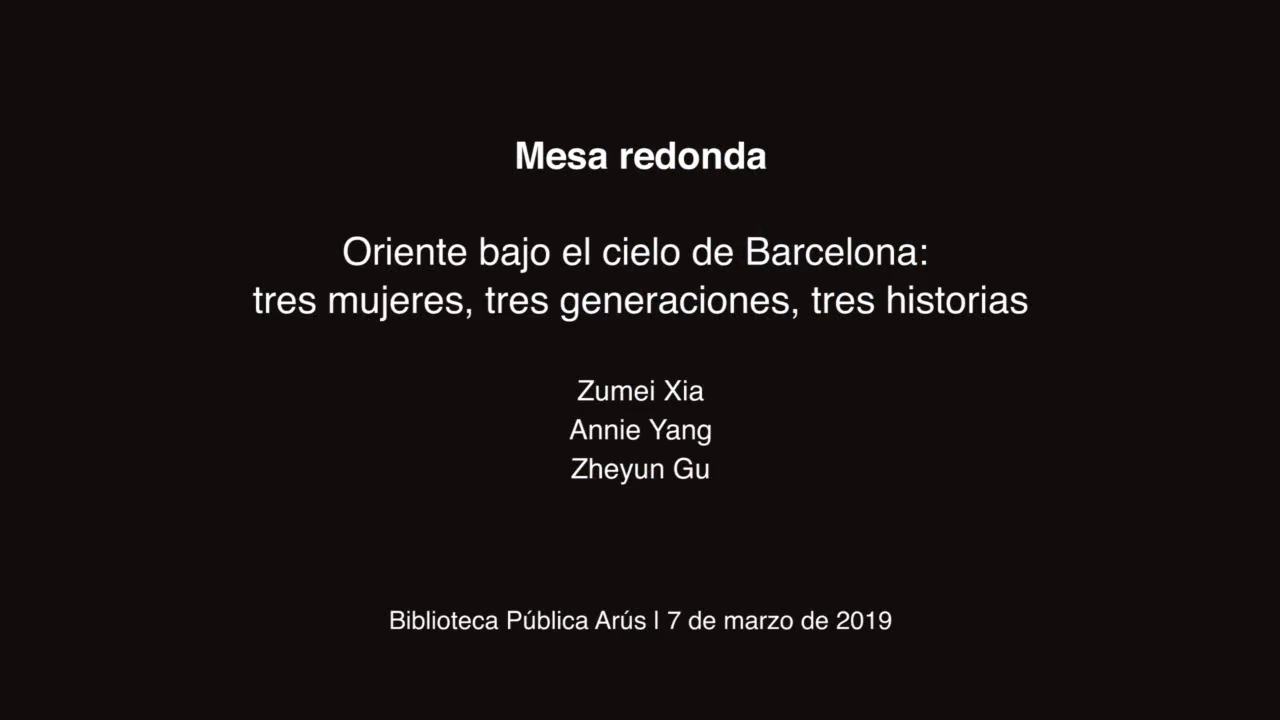 Mesa redonda
Oriente bajo el cielo de Barcelona:
tres mujeres, tres generaciones, tres historias
Zumei Xia
Annie Yang
Zheyun Gu
Biblioteca Pública Arús | 7 de marzo de 2019